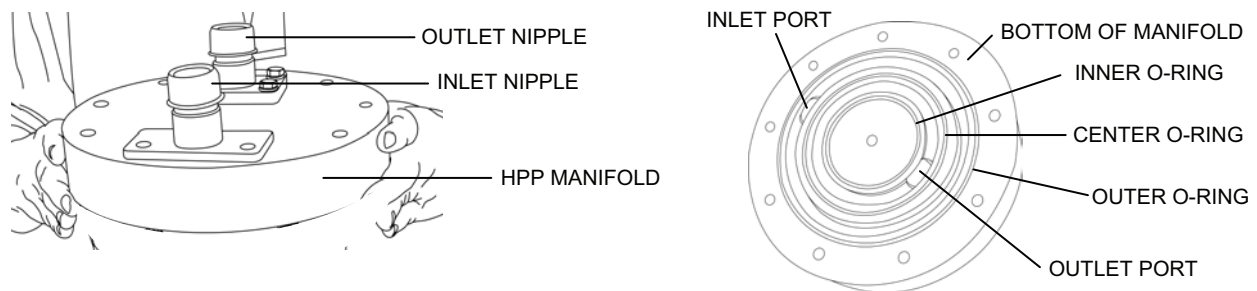 OUTLET NIPPLE
INLET NIPPLE
HPP MANIFOLD
INLET PORT
BOTTOM OF MANIFOLD
INNER O-RING
CENTER O-RING
OUTER O-RING
OUTLET PORT